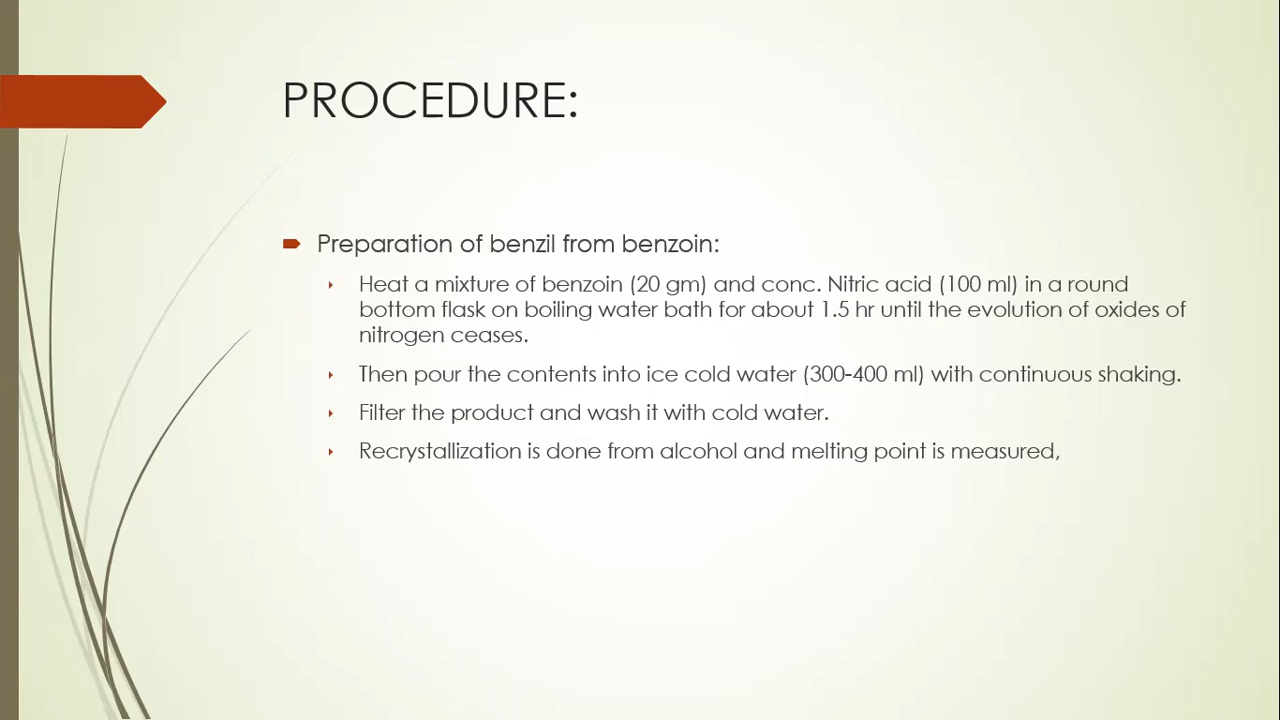 PROCEDURE:
Preparation of benzil from benzoin:
Heat a mixture of benzoin (20 gm) and conc. Nitric acid (100 ml) in a round
bottom flask on boiling water bath for about 1.5 hr until the evolution of oxides of
nitrogen ceases.
Then pour the contents into ice cold water (300-400 ml) with continuous shaking.
Filter the product and wash it with cold water.
Recrystallization is done from alcohol and melting point is measured,